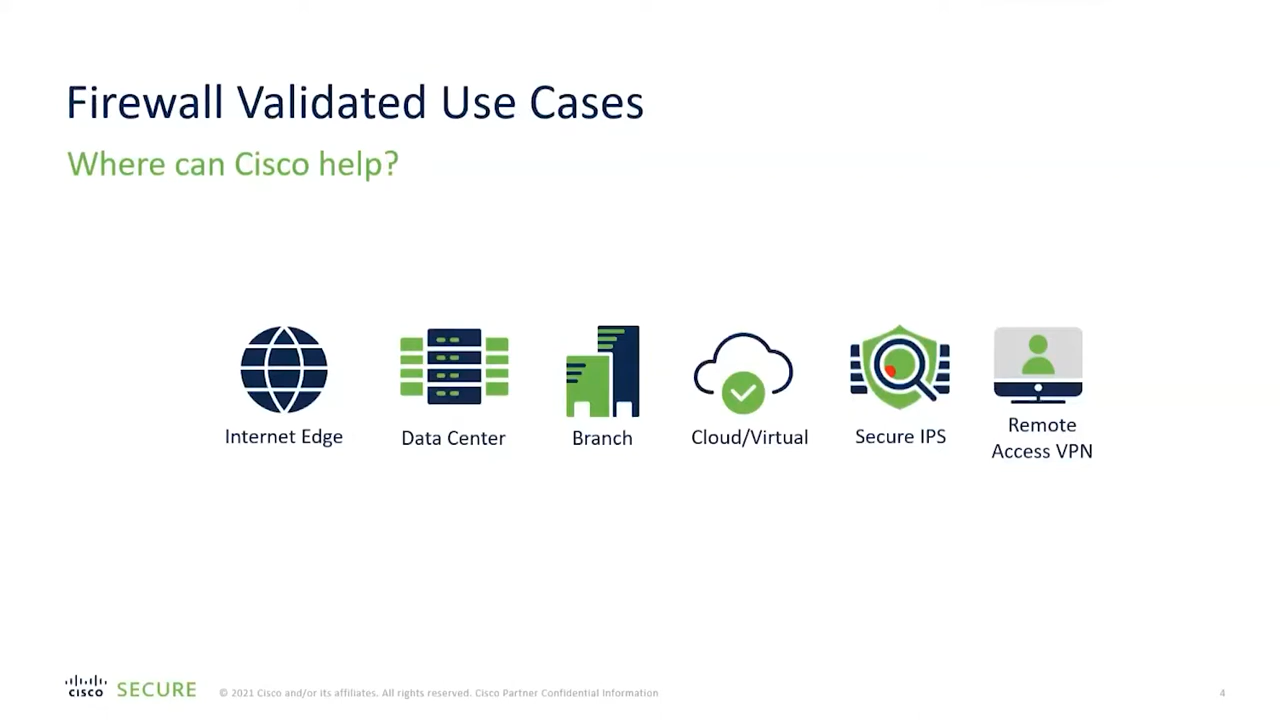 Firewall Validated Use Cases
Where can Cisco help?
Internet Edge
Data Center
Branch
Cloud/Virtual
Secure IPS
Remote
Access VPN
cisco SECURE
© 2021 Cisco and/or its affiliates. All rights reserved. Cisco Partner Confidential Information
4